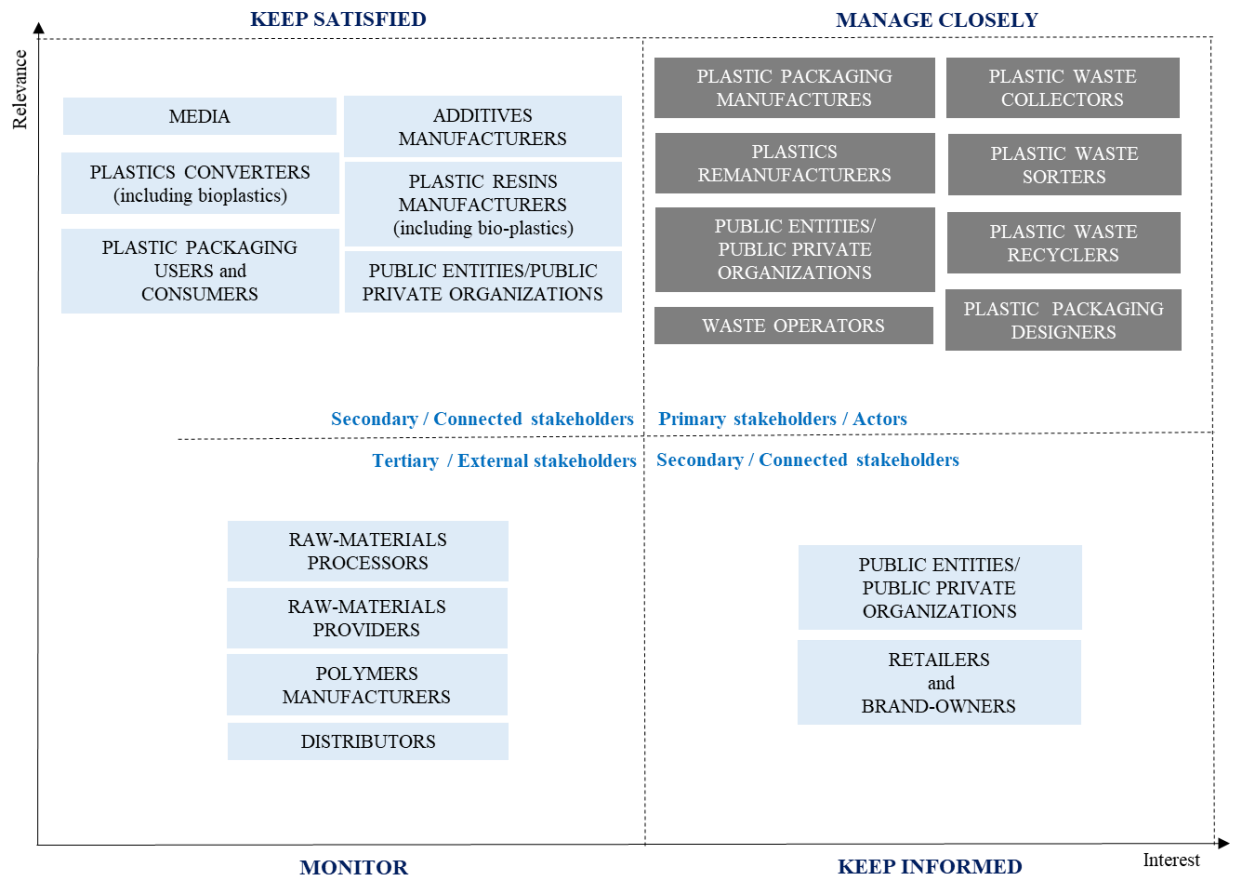 KEEP SATISFIED
MANAGE CLOSELY
Relevance
MEDIA
PLASTICS CONVERTERS
(including bioplastics)
PLASTIC PACKAGING
USERS and
CONSUMERS
ADDITIVES
MANUFACTURERS
PLASTIC RESINS
MANUFACTURERS
(including bio-plastics)
PUBLIC ENTITIES/PUBLIC
PRIVATE ORGANIZATIONS
PLASTIC PACKAGING
MANUFACTURES
PLASTICS
REMANUFACTURERS
PUBLIC ENTITIES/
PUBLIC PRIVATE
ORGANIZATIONS
WASTE OPERATORS
PLASTIC WASTE
COLLECTORS
PLASTIC WASTE
SORTERS
PLASTIC WASTE
RECYCLERS
PLASTIC PACKAGING
DESIGNERS
Secondary / Connected stakeholders
Primary stakeholders / Actors
Tertiary / External stakeholders
Secondary / Connected stakeholders
RAW-MATERIALS
PROCESSORS
RAW-MATERIALS
PROVIDERS
POLYMERS
MANUFACTURERS
DISTRIBUTORS
PUBLIC ENTITIES/
PUBLIC PRIVATE
ORGANIZATIONS
RETAILERS
and
BRAND-OWNERS
Interest
MONITOR
KEEP INFORMED